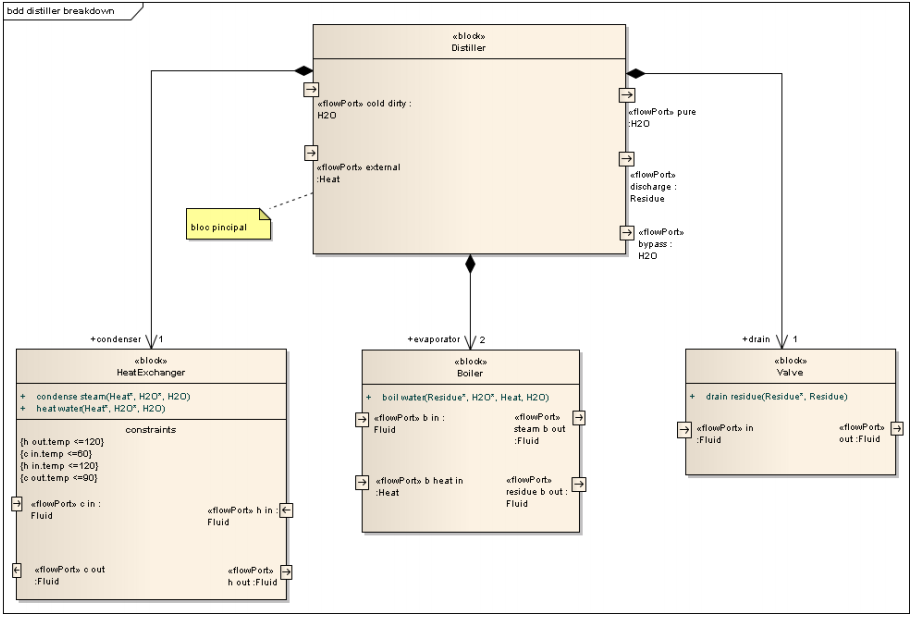 bdd distiller breakdown
«block»
Distiller
«flowPort» cold dirty :
H2O
«flowPort» external
:Heat
«flowPort» pure
:H2O
«flowPort»
discharge :
Residue
«flowPort»
bypass :
H2O
bloc pincipal
+condenser
1
+evaporator
2
+drain
1
«block»
HeatExchanger
+ condense steam(Heat*, H2O*, H2O)
+ heat water(Heat*, H2O*, H2O)
constraints
{h out.temp <=120}
{c in.temp <=60}
{h in.temp <=120}
{c out.temp <=90}
«flowPort» c in :
Fluid
«flowPort» h in :
Fluid
«flowPort» c out
:Fluid
«flowPort»
h out :Fluid
«block»
Boiler
+ boil water(Residue*, H2O*, Heat, H2O)
«flowPort» b in :
Fluid
«flowPort»
steam b out
:Fluid
«flowPort» b heat in
:Heat
«flowPort»
residue b out :
Fluid
«block»
Valve
+ drain residue(Residue*, Residue)
«flowPort» in
:Fluid
«flowPort»
out :Fluid